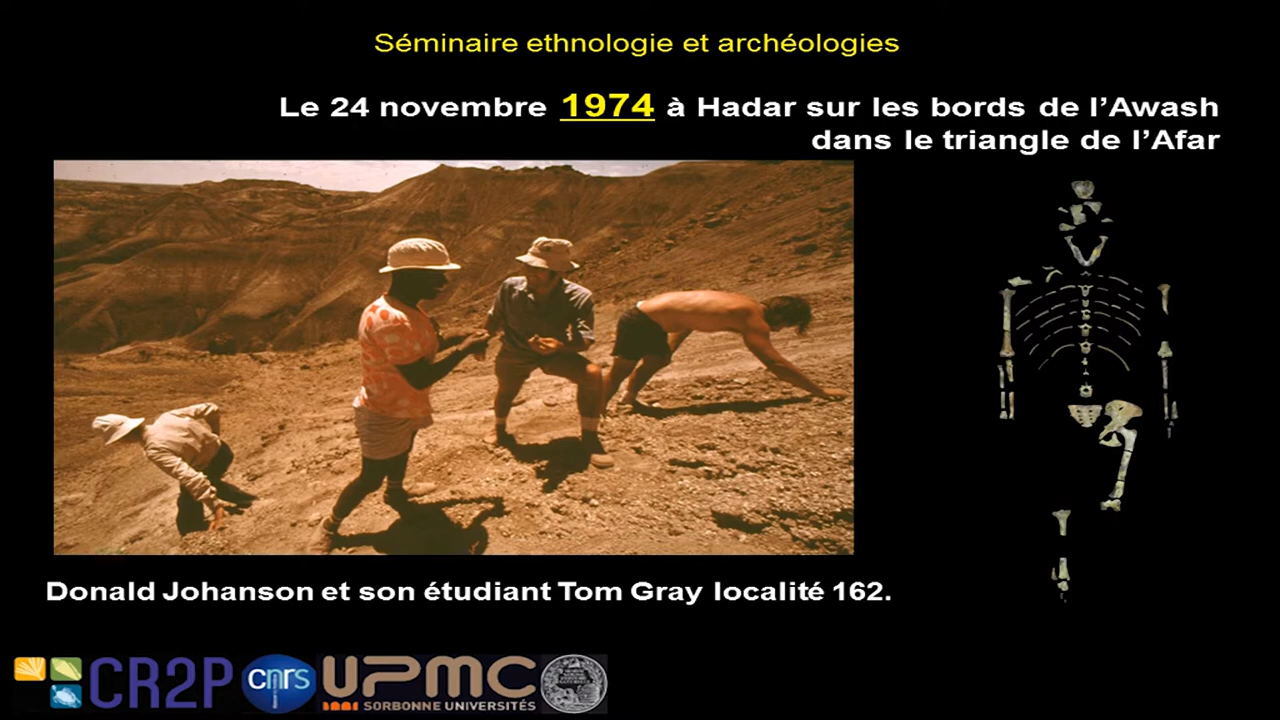 Séminaire ethnologie et archéologies
Le 24 novembre 1974 à Hadar sur les bords de l’Awash
dans le triangle de l’Afar
Donald Johanson et son étudiant Tom Gray localité 162.
CR2P
cnrs
UPMC
SORBONNE UNIVERSITÉS